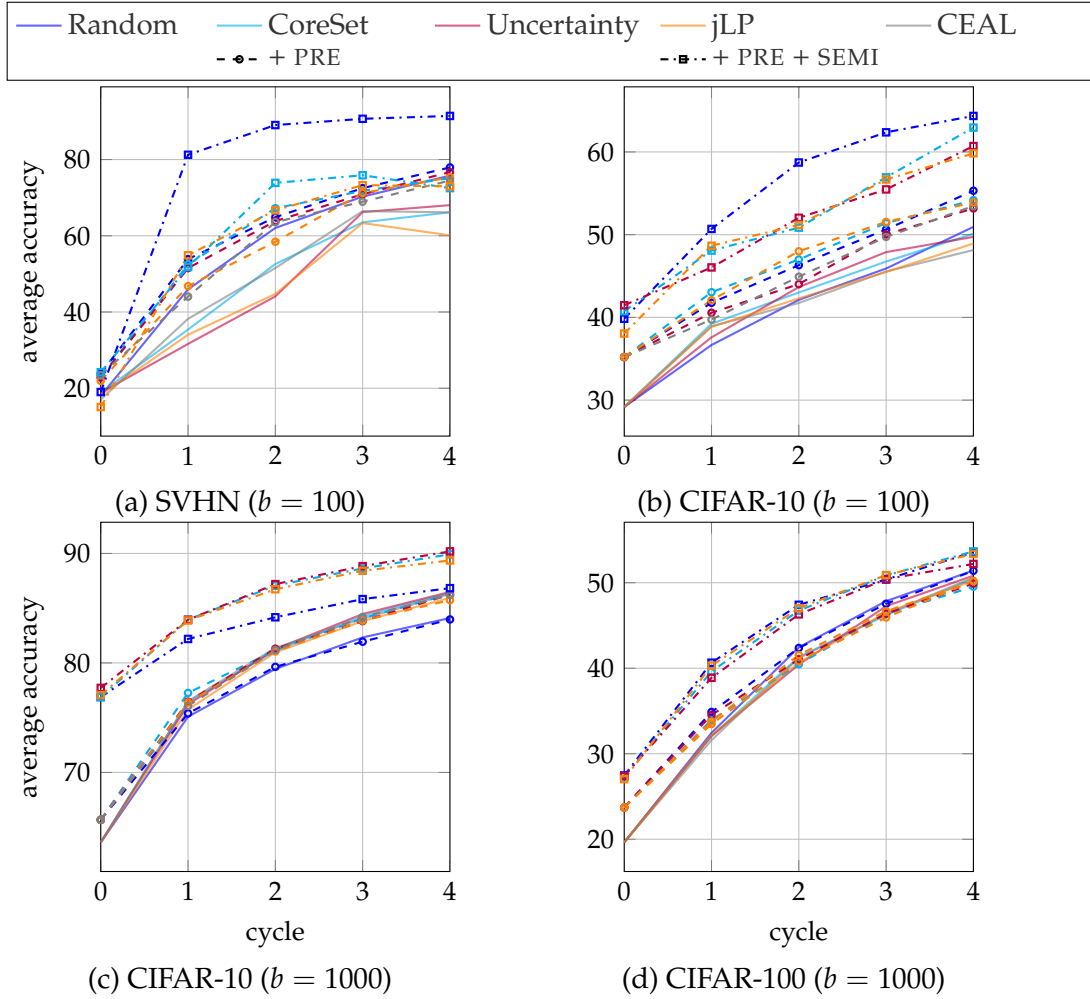 Random CoreSet Uncertainty jLP CEAL
+ PRE + PRE + SEMI
average accuracy
80
60
40
20
0 1 2 3 4
(a) SVHN (b = 100)
60
50
40
30
0 1 2 3 4
(b) CIFAR-10 (b = 100)
average accuracy
90
80
70
0 1 2 3 4
cycle
(c) CIFAR-10 (b = 1000)
50
40
30
20
0 1 2 3 4
cycle
(d) CIFAR-100 (b = 1000)